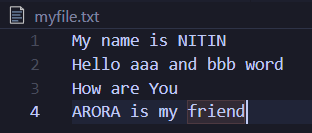 myfile.txt
1 My name is NITIN
2 Hello aaa and bbb word
3 How are You
4 ARORA is my friend